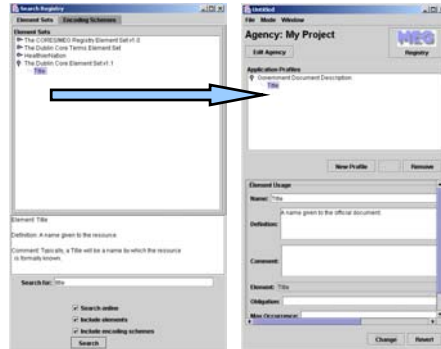 Search Registry
Element Sets
Encoding Schemes
Element Sets
The CORES/MEG Registry Element Set v1.0
The Dublin Core Terms Element Set
HealthierNation
The Dublin Core Element Set v1.1
Title
Element: Title
Definition: A name given to the resource.
Comment: Typically, a Title will be a name by which the resource
is formally known.
Search for: title
Search online
Include elements
Include encoding schemes
Search
Untitled
File Mode Window
Agency: My Project
Edit Agency
MEG
Registry
Application Profiles
Government Document Description
Title
New Profile
Remove
Element Usage
Name: Title
A name given to the official document.
Definition:
Comment:
Element: Title
Obligation:
Max Occurrence:
Change
Revert